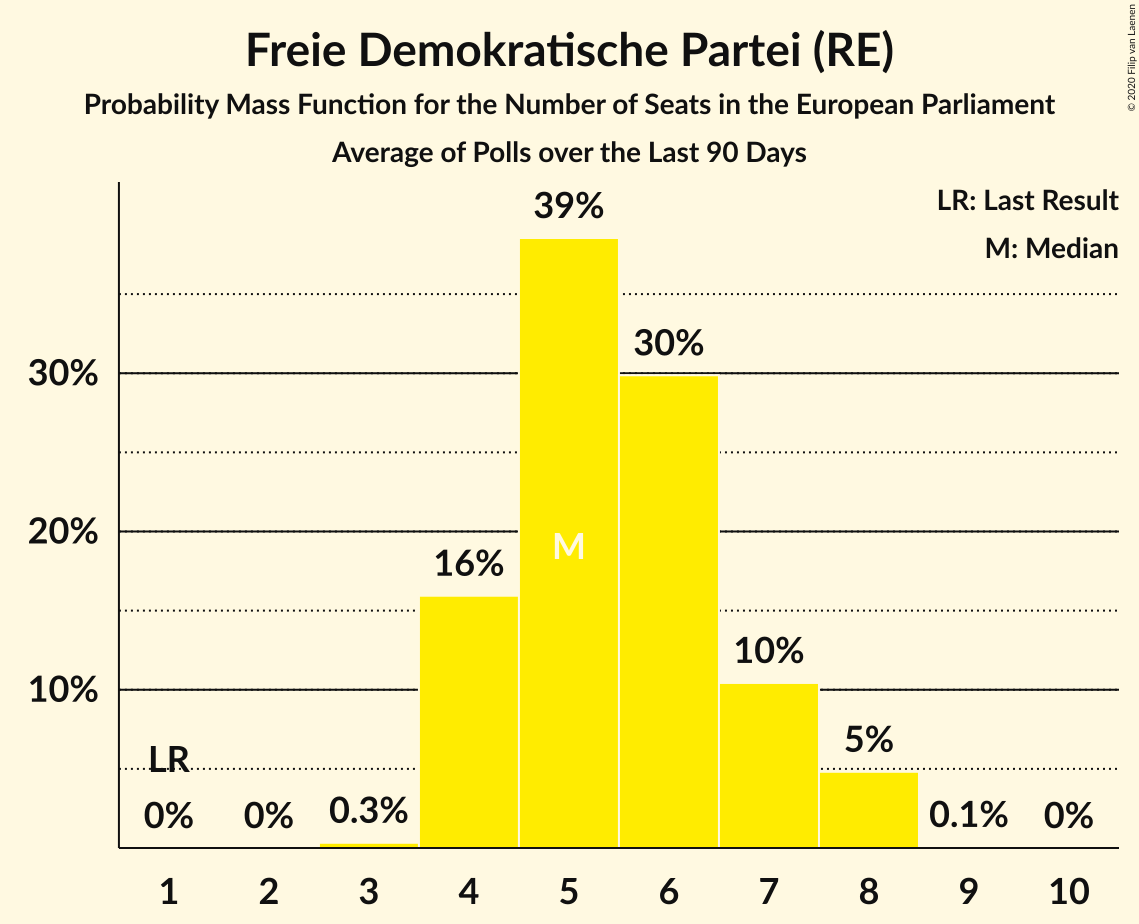 Freie Demokratische Partei (RE)
Probability Mass Function for the Number of Seats in the European Parliament
Average of Polls over the Last 90 Days
© 2020 Filip van Laenen
LR: Last Result
M: Median
39%
30%
30%
20%
M
16%
10%
10%
5%
LR
0%
0%
0.3%
0.1%
0%
1 2 3 4 5 6 7 8 9 10